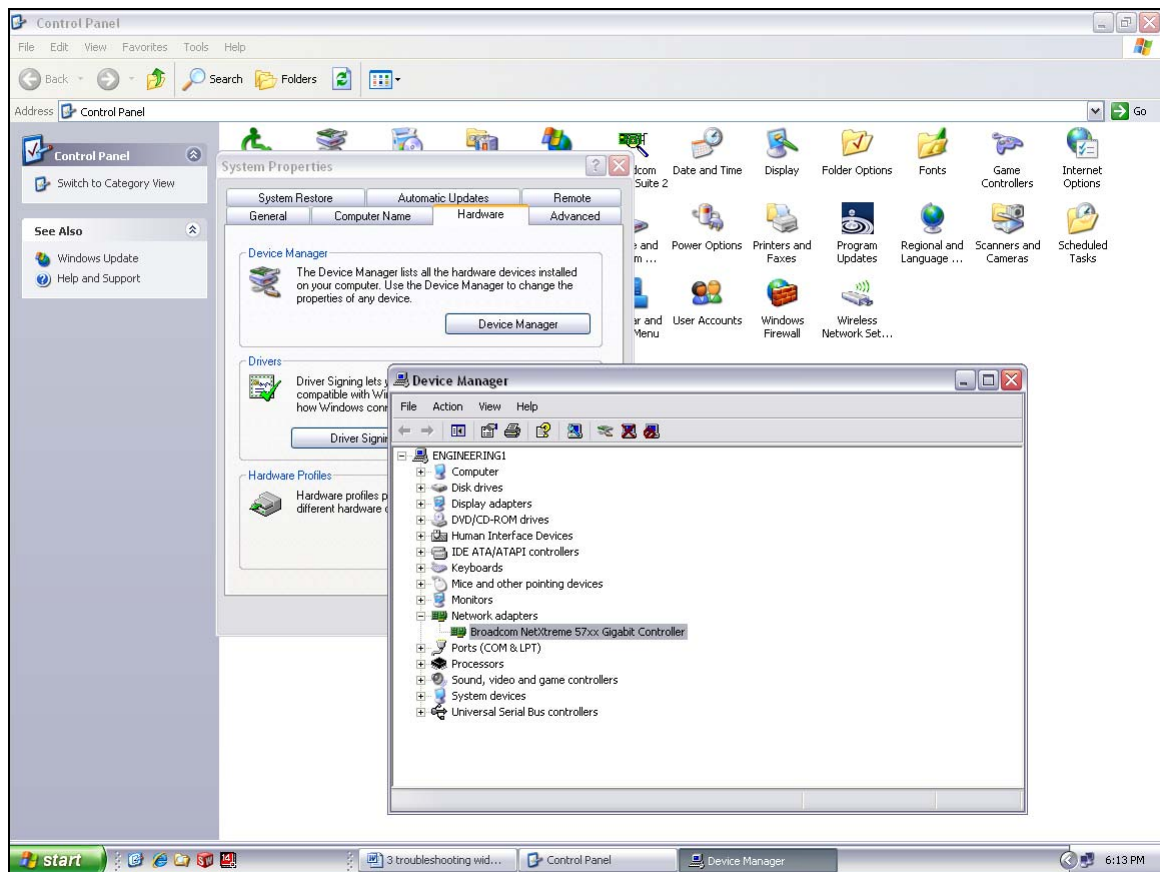 Control Panel
File Edit View Favorites Tools Help
Back Search Folders
Address Control Panel Go
Control Panel
Switch to Category View
See Also
Windows Update
Help and Support
Suite 2
Date and Time
Display
Folder Options
Fonts
Game Controllers
Internet Options
and
Power Options
Printers and Faxes
Program Updates
Regional and Language ...
Scanners and Cameras
Scheduled Tasks
and
Menu
User Accounts
Windows Firewall
Wireless Network Set...
System Properties
System Restore Automatic Updates Remote
General Computer Name Hardware Advanced
Device Manager
The Device Manager lists all the hardware devices installed
on your computer. Use the Device Manager to change the
properties of any device.
Device Manager
Drivers
Driver Signing lets
compatible with
how Windows
Driver
Hardware Profiles
Hardware profiles
different hardware
Device Manager
File Action View Help
ENGINEERING1
Computer
Disk drives
Display adapters
DVD/CD-ROM drives
Human Interface Devices
IDE ATA/ATAPI controllers
Keyboards
Mice and other pointing devices
Monitors
Network adapters
Broadcom NetXtreme 57xx Gigabit Controller
Ports (COM & LPT)
Processors
Sound, video and game controllers
System devices
Universal Serial Bus controllers
start 3 troubleshooting wid... Control Panel Device Manager 6:13 PM